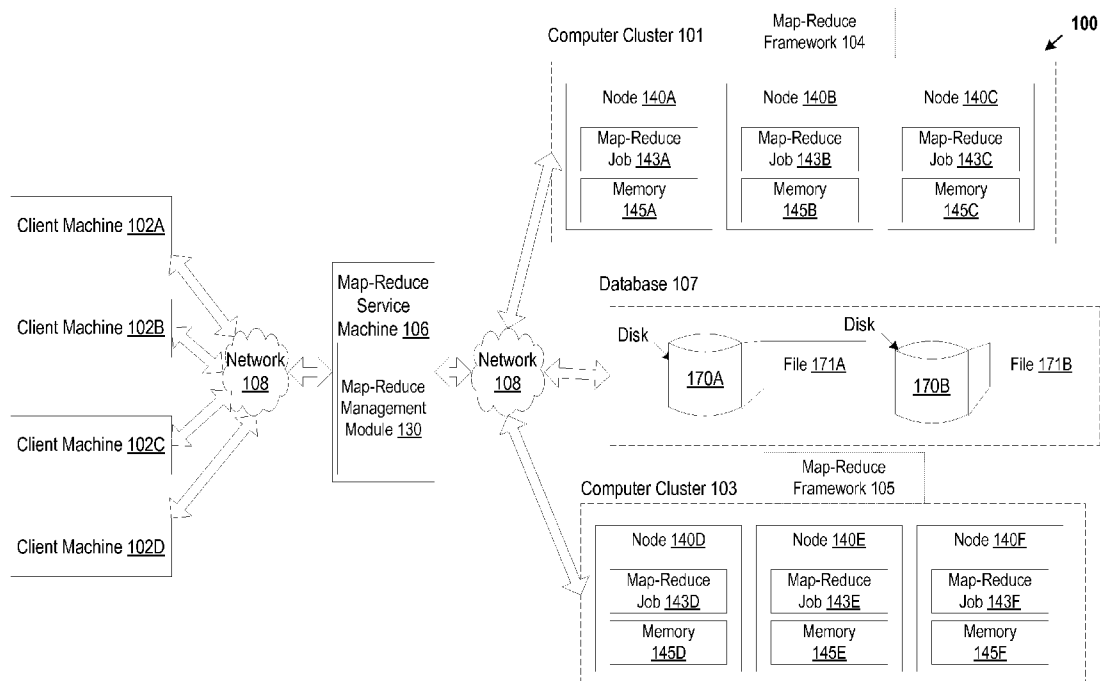 Computer Cluster 101
Map-Reduce
Framework 104
100
Node 140A
Map-Reduce
Job 143A
Memory
145A
Node 140B
Map-Reduce
Job 143B
Memory
145B
Node 140C
Map-Reduce
Job 143C
Memory
145C
Client Machine 102A
Client Machine 102B
Client Machine 102C
Client Machine 102D
Network
108
Map-Reduce
Service
Machine 106
Map-Reduce
Management
Module 130
Network
108
Database 107
Disk
170A
File 171A
Disk
170B
File 171B
Computer Cluster 103
Map-Reduce
Framework 105
Node 140D
Map-Reduce
Job 143D
Memory
145D
Node 140E
Map-Reduce
Job 143E
Memory
145E
Node 140F
Map-Reduce
Job 143F
Memory
145F